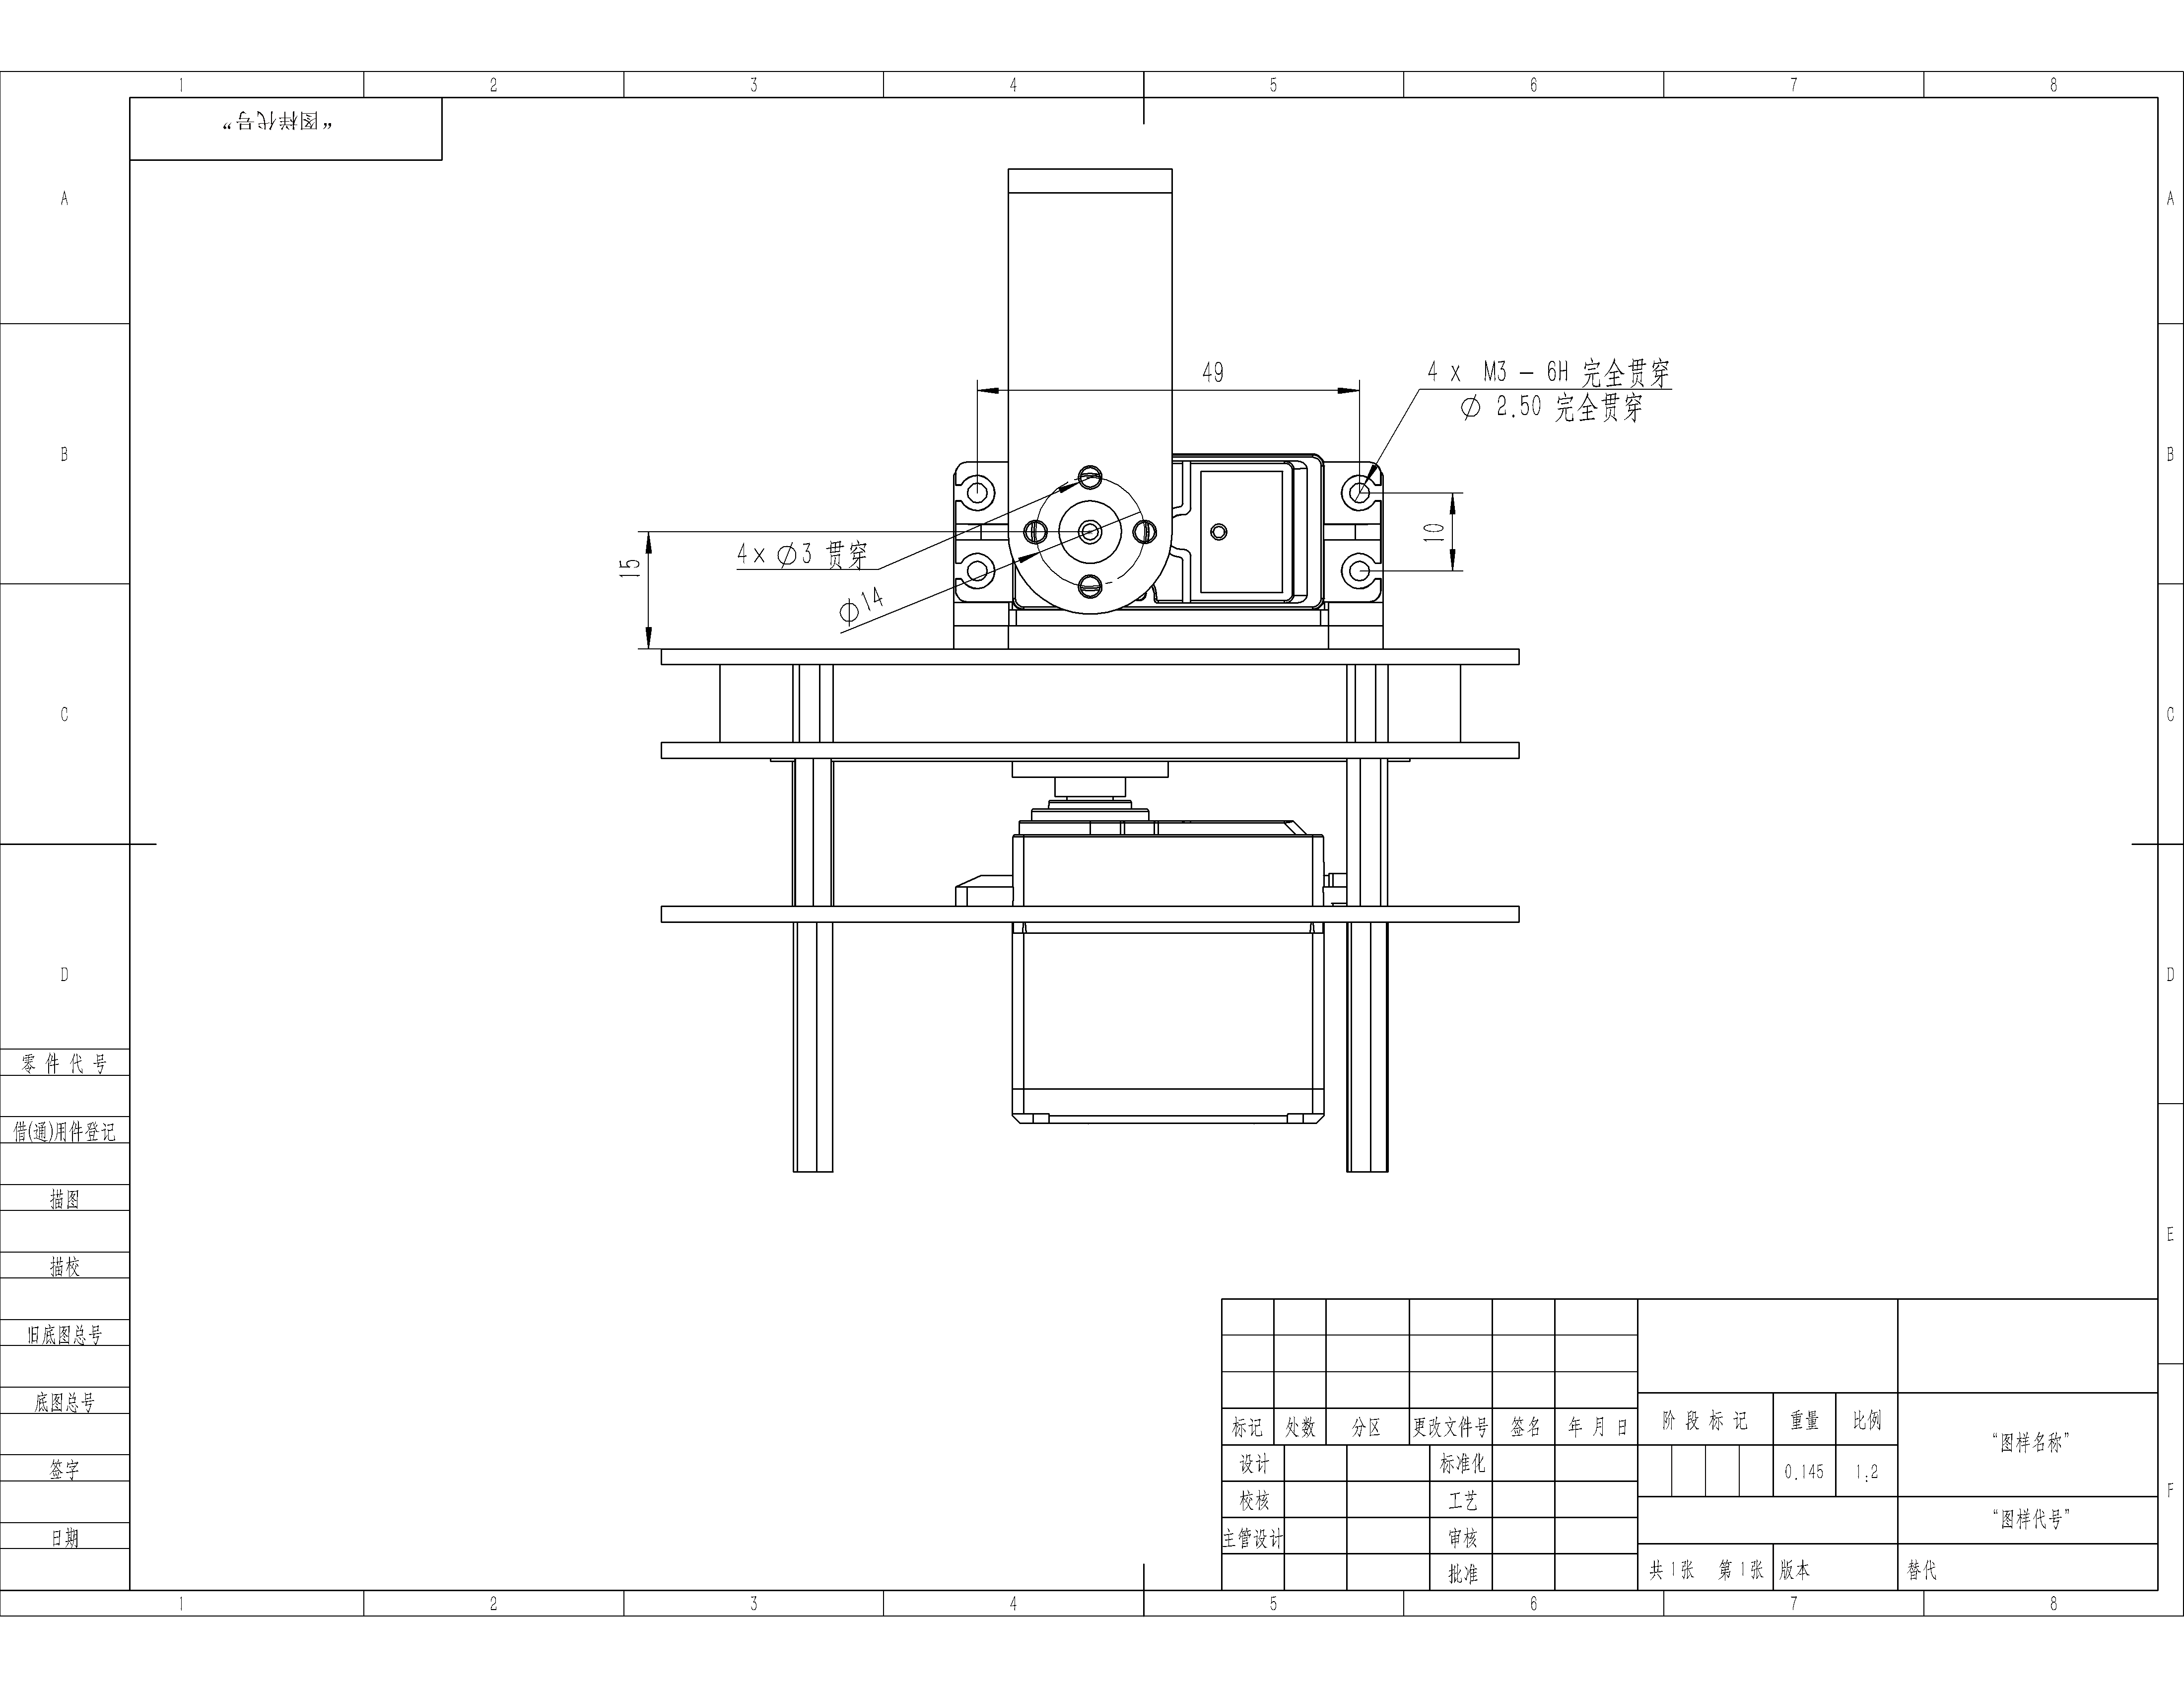 1 2 3 4 5 6 7 8
“图样代号”
A A
B B
49
4 x M3 - 6H 完全贯穿
⌀ 2.50 完全贯穿
10
15
4x ⌀3 贯穿
⌀14
C C
D D
零件代号
借(通)用件登记
描图
描校
旧底图总号
底图总号
签字
日期
E
F
标记 处数 分区 更改文件号 签名 年 月 日 阶段标记 重量 比例
“图样名称”
设计 标准化
0.145 1:2
校核 工艺
“图样代号”
主管设计 审核
批准
共1张 第1张 版本 替代
1 2 3 4 5 6 7 8